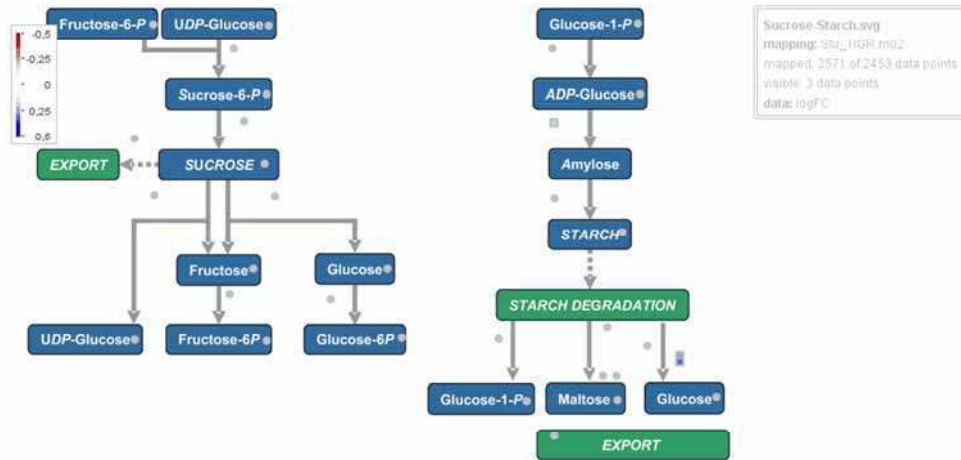 Fructose-6-P
UDP-Glucose
Glucose-1-P
-0,5
-0,25
0
0,25
0,5
Sucrose-Starch.svg
mapping: Stu_TIGR.m02
mapped: 2571 of 2453 data points
visible: 3 data points
data: logFC
Sucrose-6-P
ADP-Glucose
EXPORT
SUCROSE
Amylose
STARCH
Fructose
Glucose
STARCH DEGRADATION
UDP-Glucose
Fructose-6P
Glucose-6P
Glucose-1-P
Maltose
Glucose
EXPORT